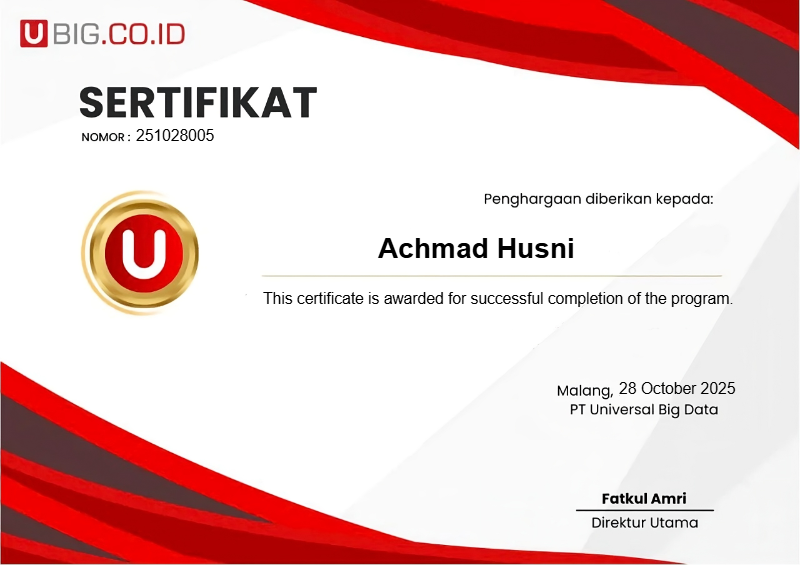 UBIG.CO.ID
SERTIFIKAT
NOMOR : 251028005
U
Penghargaan diberikan kepada:
Achmad Husni
This certificate is awarded for successful completion of the program.
Malang, 28 October 2025
PT Universal Big Data
Fatkul Amri
Direktur Utama